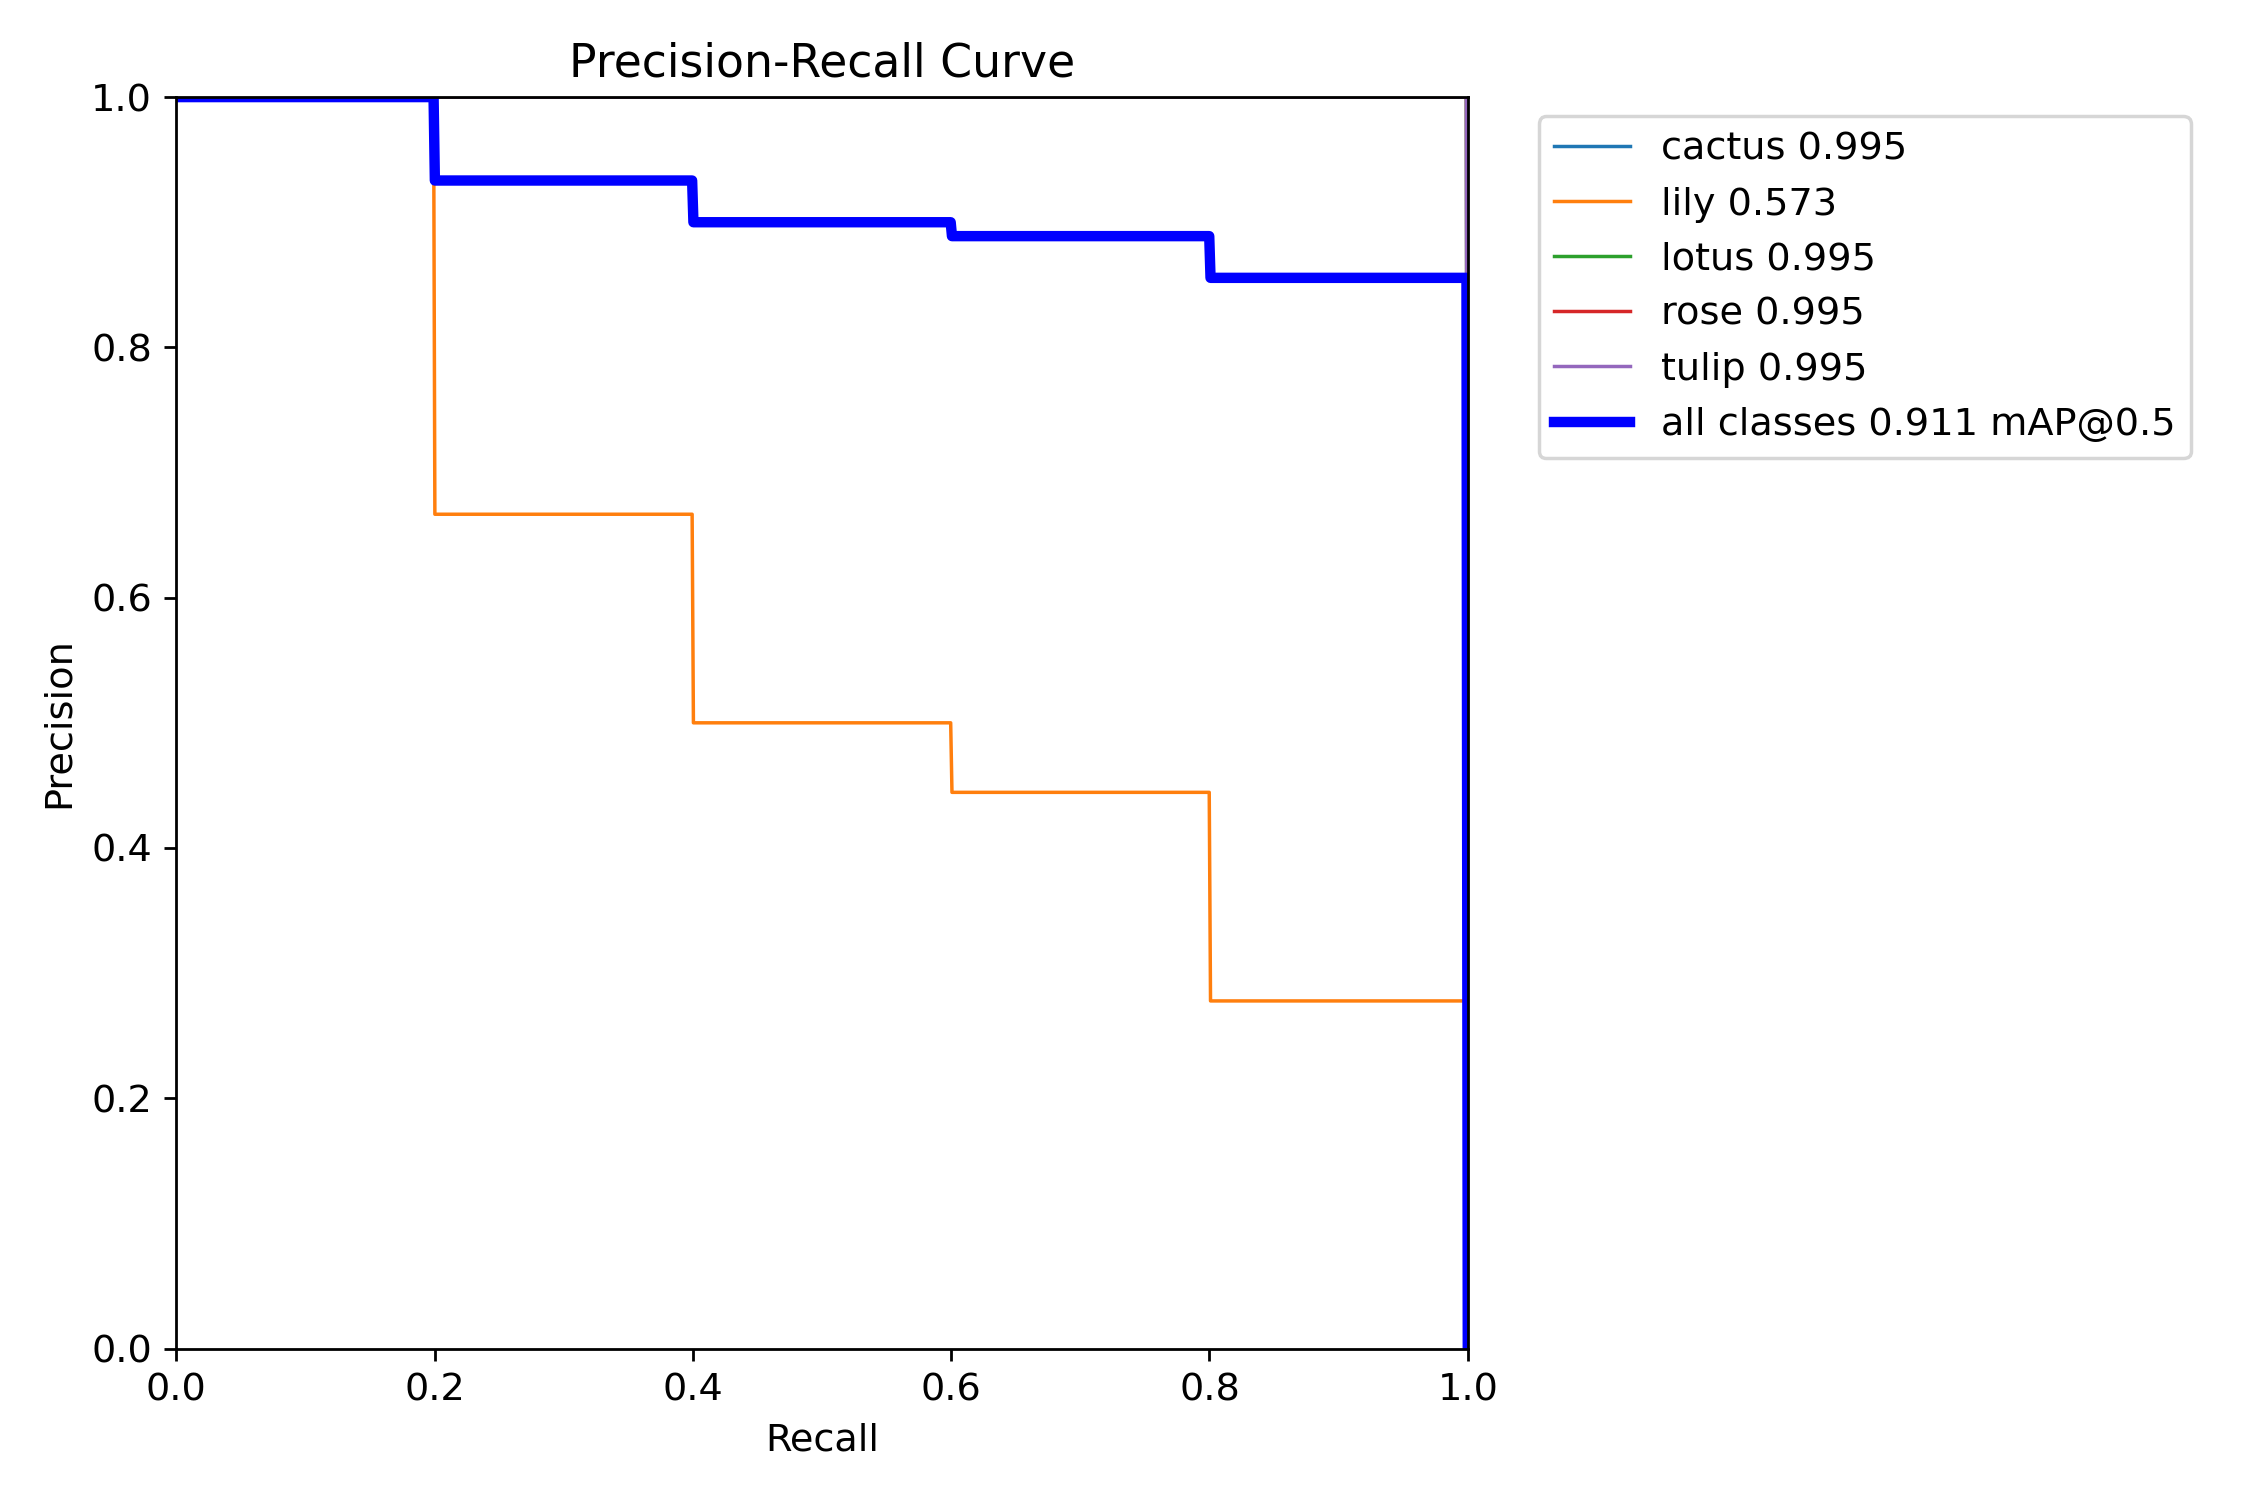 Precision-Recall Curve
1.0
0.8
0.6
0.4
0.2
0.0
Precision
0.0 0.2 0.4 0.6 0.8 1.0
Recall
cactus 0.995
lily 0.573
lotus 0.995
rose 0.995
tulip 0.995
all classes 0.911 mAP@0.5